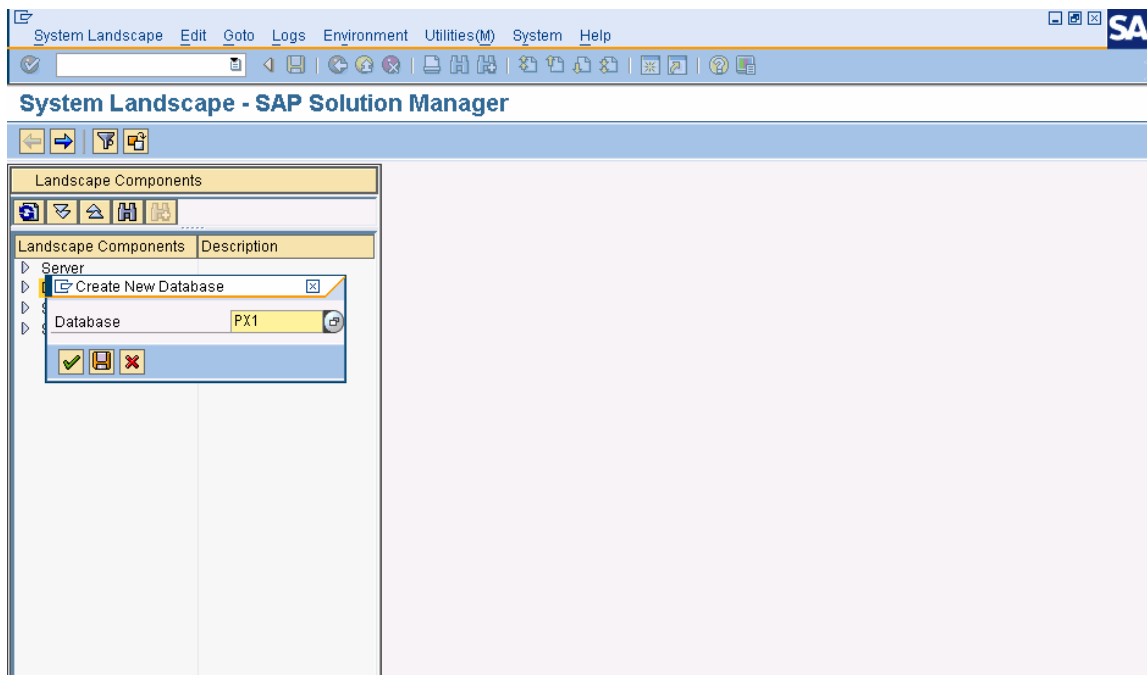 System Landscape Edit Goto Logs Environment Utilities(M) System Help
SA
System Landscape - SAP Solution Manager
Landscape Components
Landscape Components Description
Server
Create New Database
Database PX1